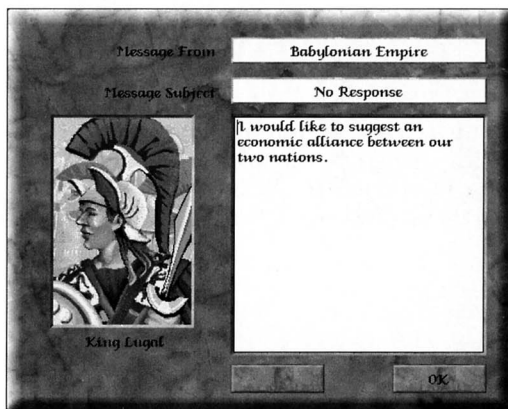 Message From
Babylonian Empire
Message Subject
No Response
I would like to suggest an
economic alliance between our
two nations.
King Lugal
OK